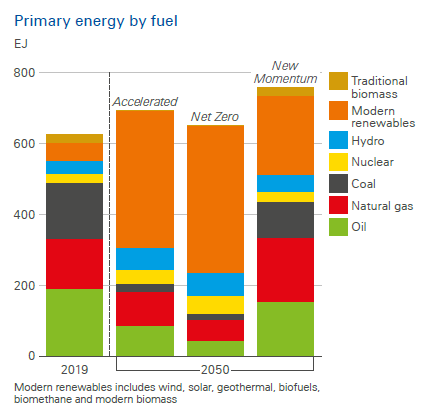 Primary energy by fuel
EJ
800
600
400
200
0
Accelerated
Net Zero
New
Momentum
Traditional
biomass
Modern
renewables
Hydro
Nuclear
Coal
Natural gas
Oil
2019
2050
Modern renewables includes wind, solar, geothermal, biofuels,
biomethane and modern biomass